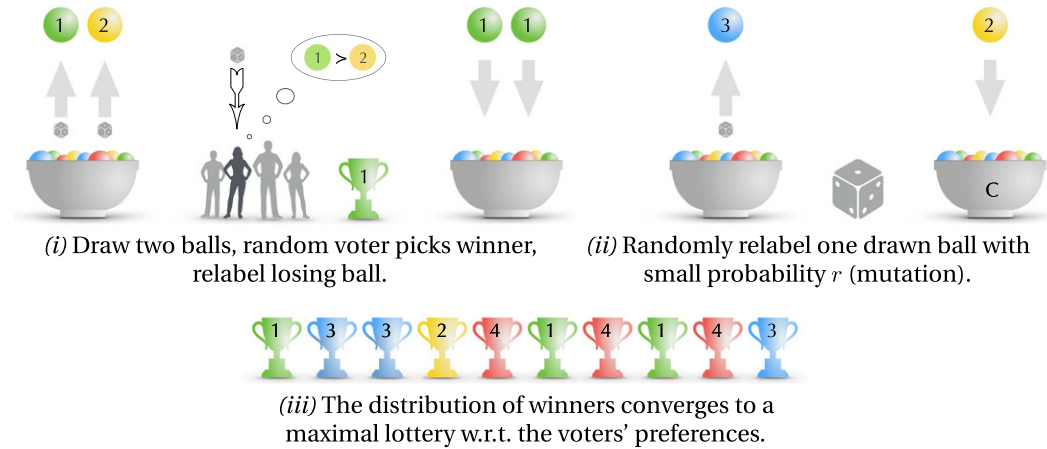 1 2
1 > 2
1
1 1
3
2
C
(i) Draw two balls, random voter picks winner,
relabel losing ball.
(ii) Randomly relabel one drawn ball with
small probability r (mutation).
1 3 3 2 4 1 4 1 4 3
(iii) The distribution of winners converges to a
maximal lottery w.r.t. the voters’ preferences.